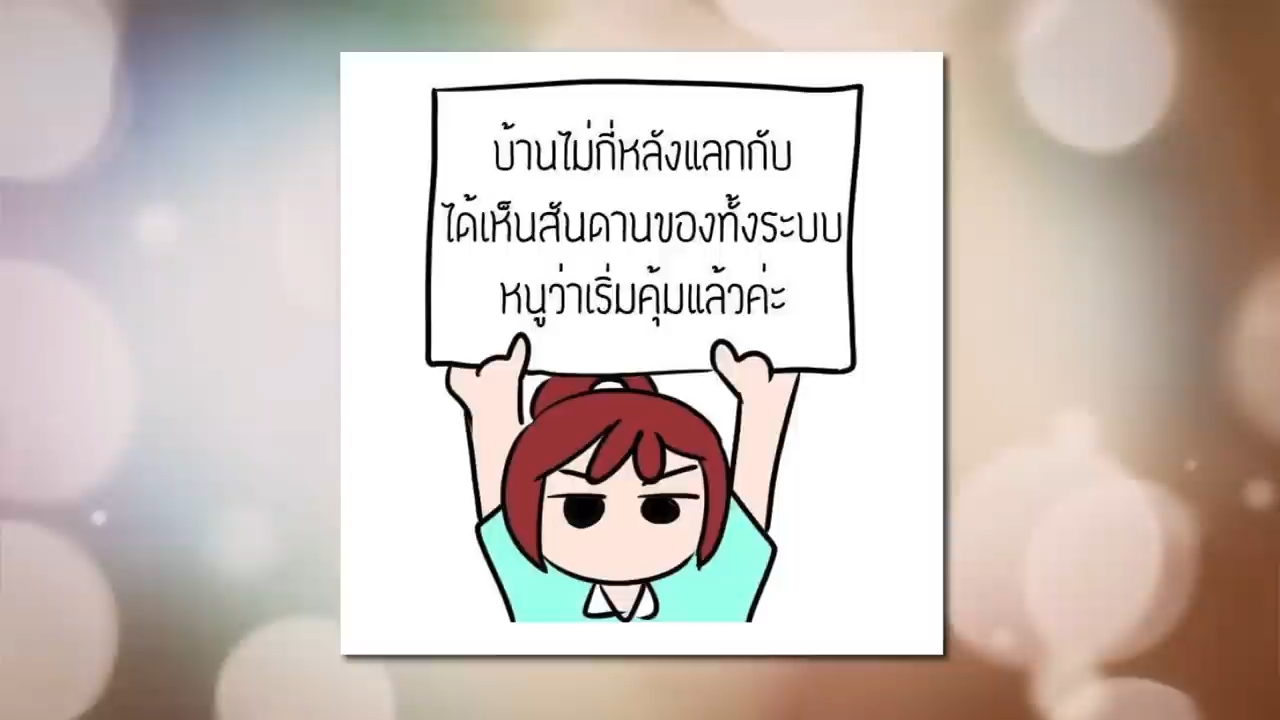 บ้านไม่กี่หลังแลกกับ
ได้เห็นสันดานของทั้งระบบ
หนูว่าเริ่มคุ้มแล้วค่ะ